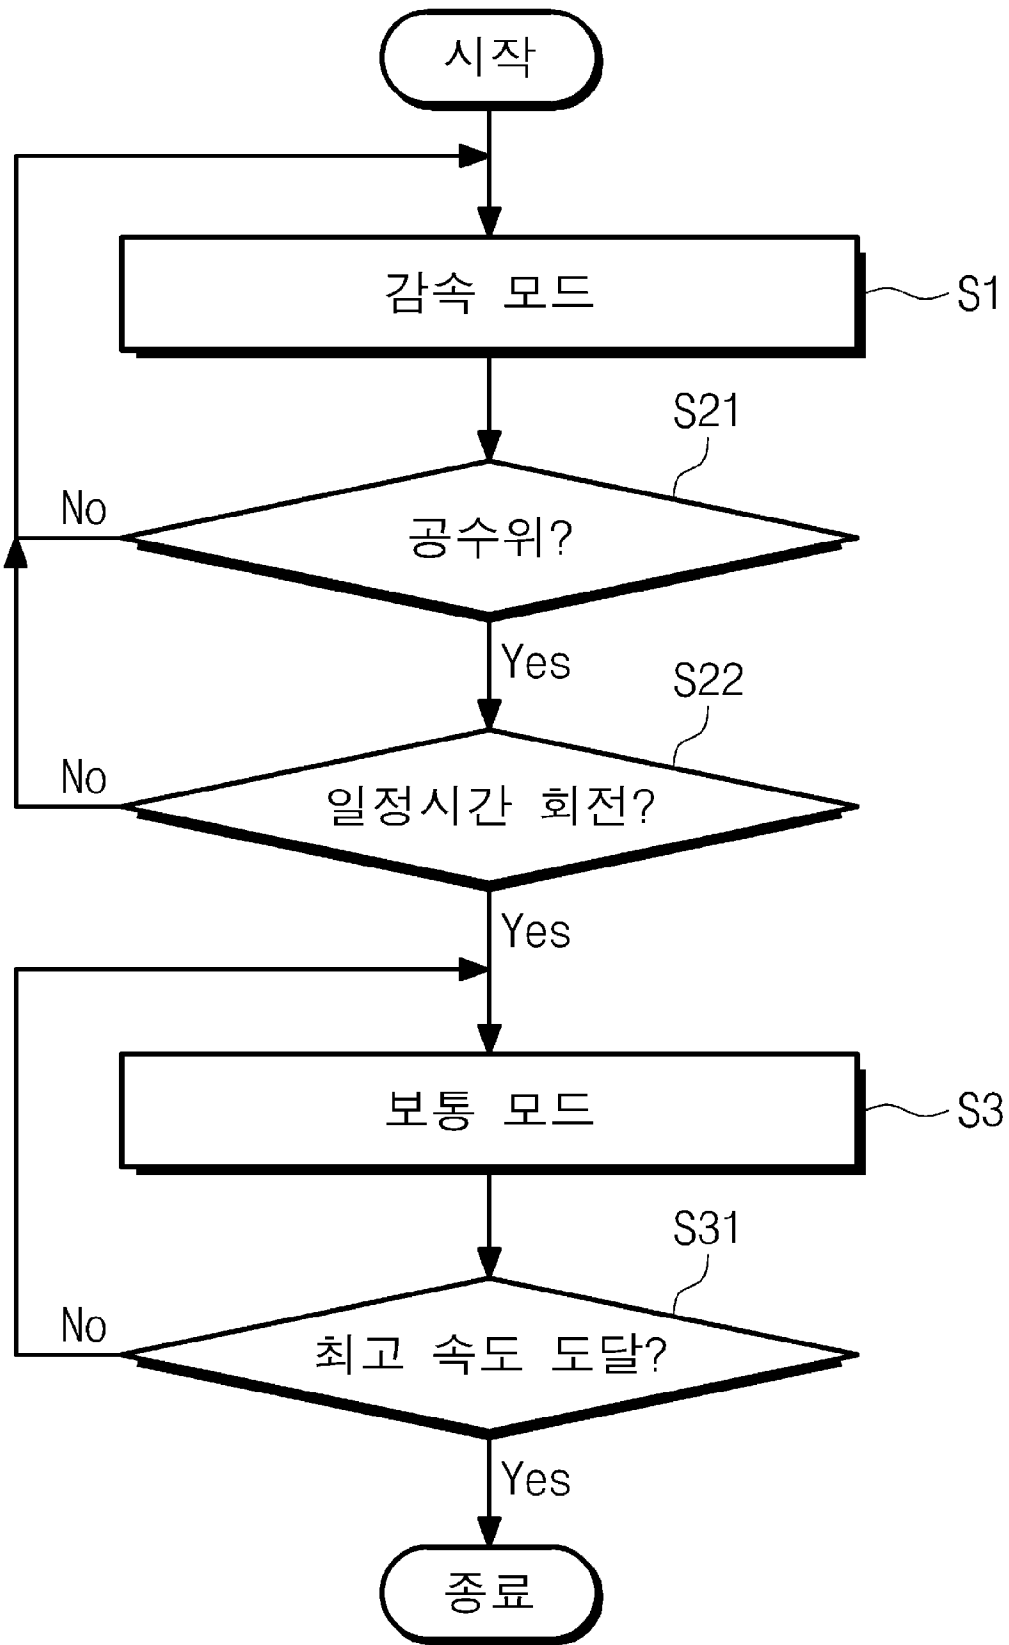 시작
감속 모드
S1
S21
공수위?
No
Yes
S22
일정시간 회전?
No
Yes
보통 모드
S3
S31
최고 속도 도달?
No
Yes
종료